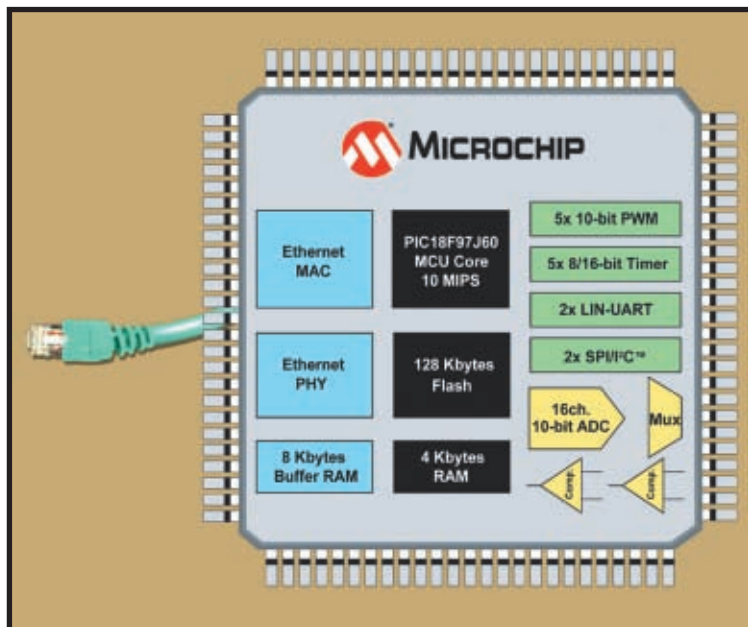 MICROCHIP
Ethernet
MAC
PIC18F97J60
MCU Core
10 MIPS
5x 10-bit PWM
5x 8/16-bit Timer
2x LIN-UART
2x SPI/I²C™
Ethernet
PHY
128 Kbytes
Flash
16ch.
10-bit ADC
Mux
8 Kbytes
Buffer RAM
4 Kbytes
RAM
Comp.
Comp.